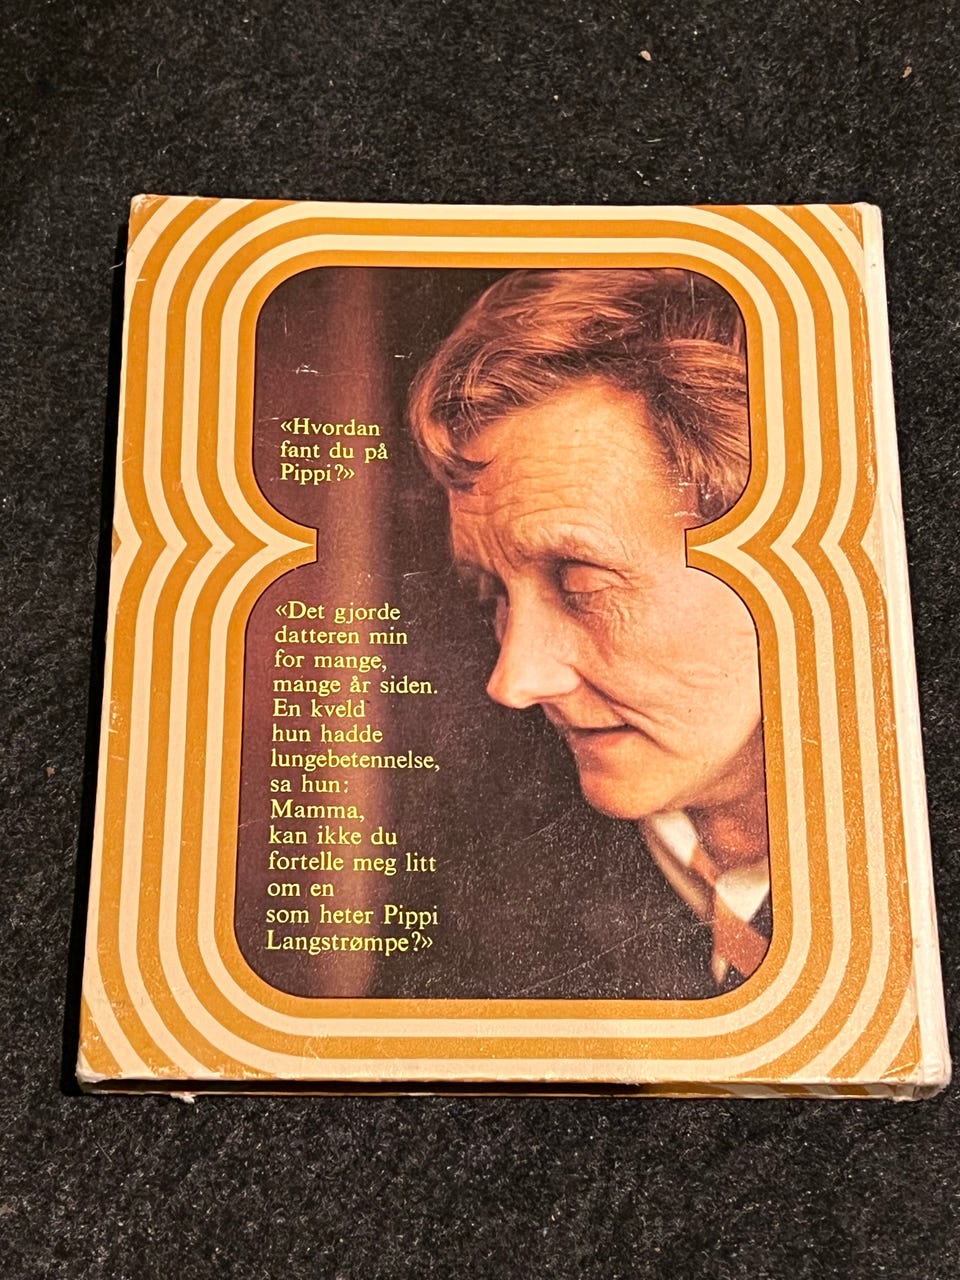 «Hvordan
fant du på
Pippi?»
«Det gjorde
datteren min
for mange,
mange år siden.
En kveld
hun hadde
lungebetennelse,
sa hun:
Mamma,
kan ikke du
fortelle meg litt
om en
som heter Pippi
Langstrømpe?»